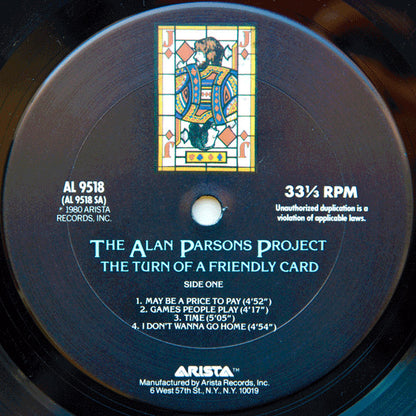 J
J
AL 9518
(AL 9518 SA)
℗ 1980 ARISTA
RECORDS, INC.
33⅓ RPM
Unauthorized duplication is a
violation of applicable laws.
THE ALAN PARSONS PROJECT
THE TURN OF A FRIENDLY CARD
SIDE ONE
1. MAY BE A PRICE TO PAY (4'52")
2. GAMES PEOPLE PLAY (4'17")
3. TIME (5'05")
4. I DON'T WANNA GO HOME (4'54")
ARISTA™
Manufactured by Arista Records, Inc.
6 West 57th St., N.Y., N.Y. 10019